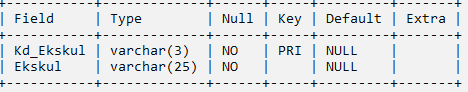 +-----------+-------------+------+-----+---------+-------+
| Field     | Type        | Null | Key | Default | Extra |
+-----------+-------------+------+-----+---------+-------+
| Kd_Ekskul | varchar(3)  | NO   | PRI | NULL    |       |
| Ekskul    | varchar(25) | NO   |     | NULL    |       |
+-----------+-------------+------+-----+---------+-------+